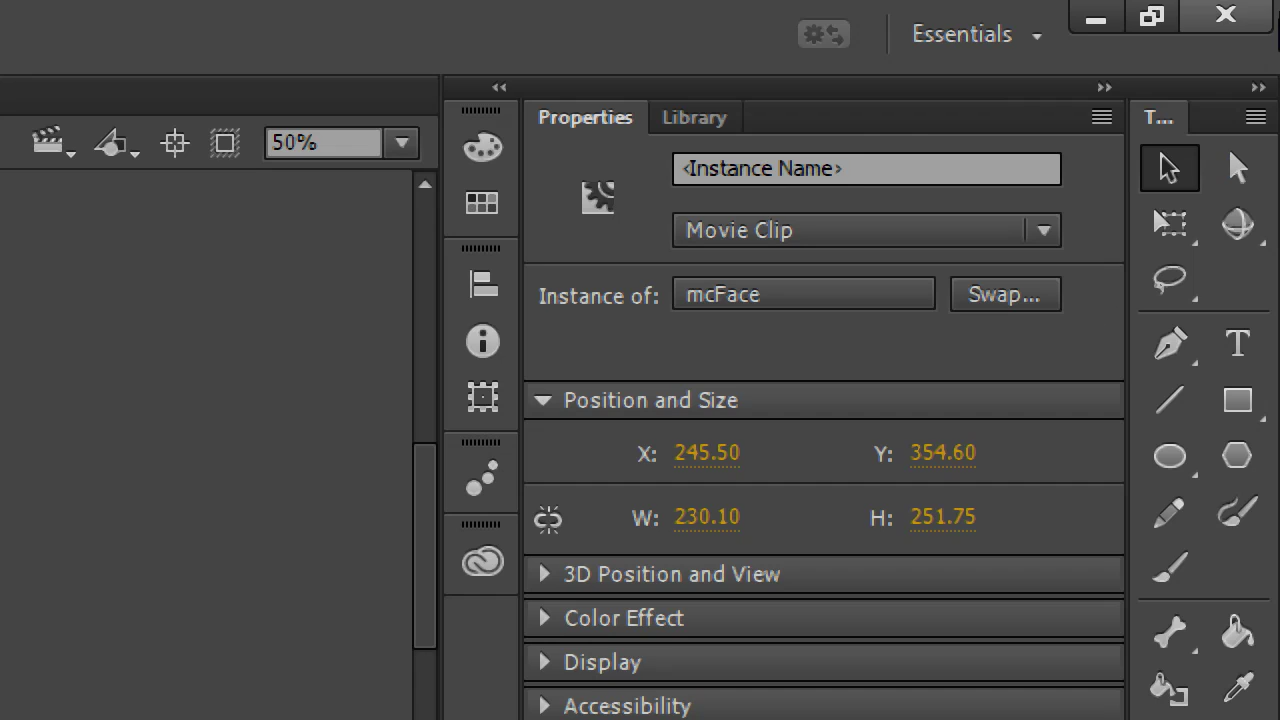 Essentials
Properties Library T...
50%
<Instance Name>
Movie Clip
Instance of: mcFace Swap...
Position and Size
X: 245.50 Y: 354.60
W: 230.10 H: 251.75
3D Position and View
Color Effect
Display
Accessibility